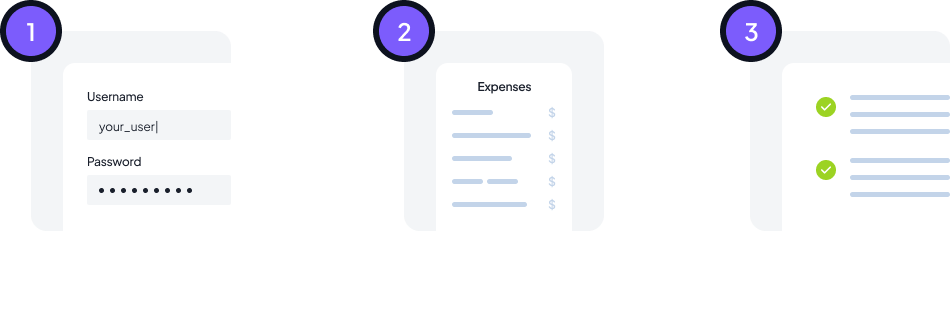 1
Username
your_user|
Password
•••••••••
2
Expenses
$
$
$
$
$
3